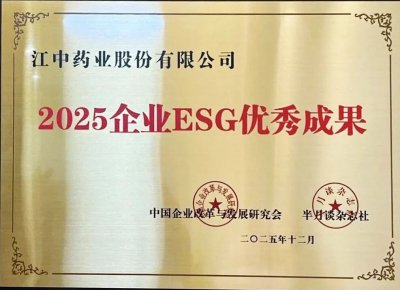 江中药业股份有限公司
2025企业ESG优秀成果
中国企业改革与发展研究会 半月谈杂志社
二〇二五年十二月